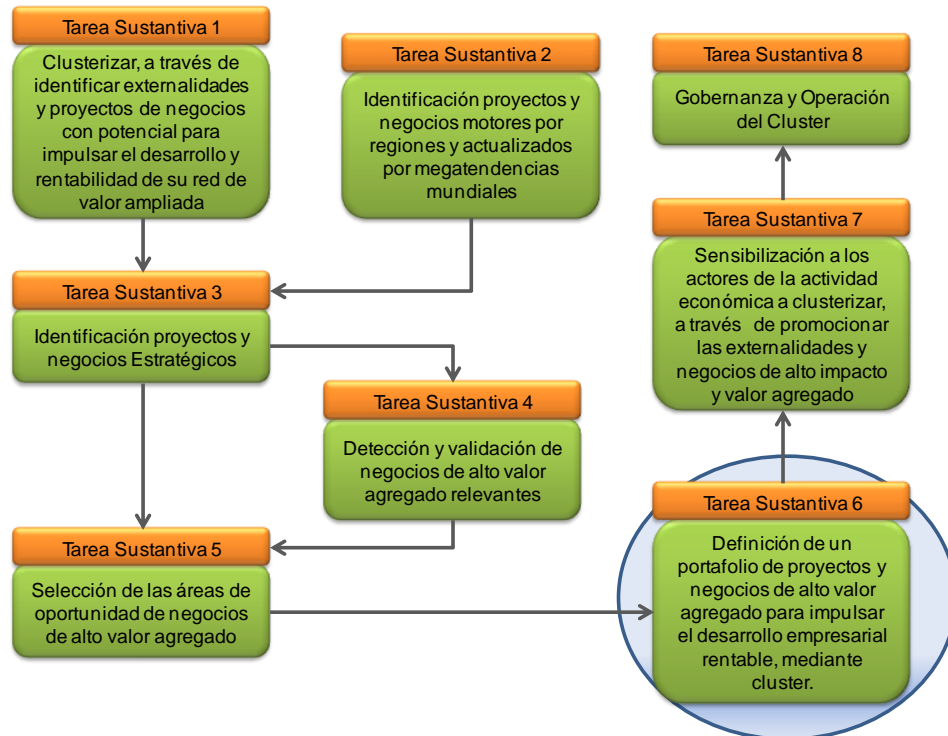 Tarea Sustantiva 1
Clusterizar, a través de
identificar externalidades
y proyectos de negocios
con potencial para
impulsar el desarrollo y
rentabilidad de su red de
valor ampliada
Tarea Sustantiva 2
Identificación proyectos y
negocios motores por
regiones y actualizados
por megatendencias
mundiales
Tarea Sustantiva 3
Identificación proyectos y
negocios Estratégicos
Tarea Sustantiva 4
Detección y validación de
negocios de alto valor
agregado relevantes
Tarea Sustantiva 5
Selección de las áreas de
oportunidad de negocios
de alto valor agregado
Tarea Sustantiva 6
Definición de un
portafolio de proyectos y
negocios de alto valor
agregado para impulsar
el desarrollo empresarial
rentable, mediante
cluster.
Tarea Sustantiva 7
Sensibilización a los
actores de la actividad
económica a clusterizar,
a través de promocionar
las externalidades y
negocios de alto impacto
y valor agregado
Tarea Sustantiva 8
Gobernanza y Operación
del Cluster